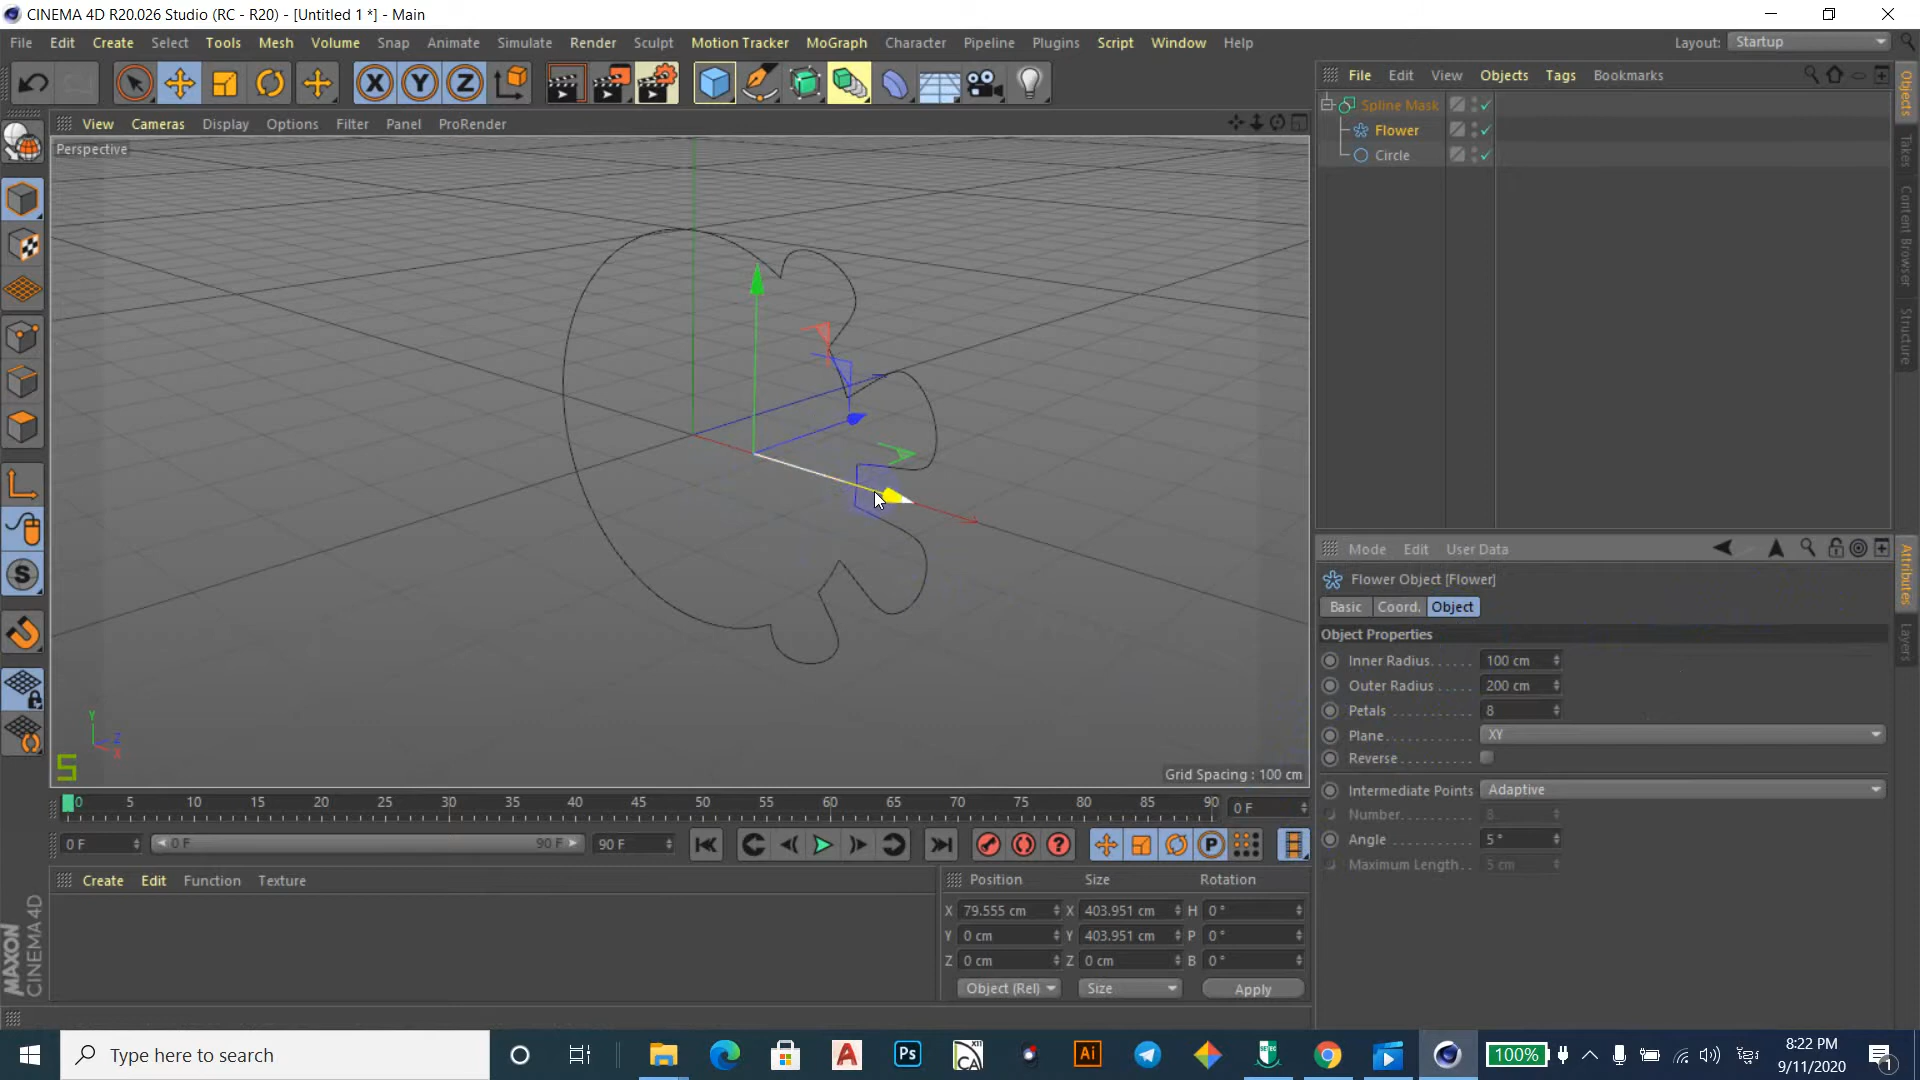 CINEMA 4D R20.026 Studio (RC - R20) - [Untitled 1 *] - Main
File Edit Create Select Tools Mesh Volume Snap Animate Simulate Render Sculpt Motion Tracker MoGraph Character Pipeline Plugins Script Window Help
Layout: Startup
File Edit View Objects Tags Bookmarks
Spline Mask
Flower
Circle
Objects
Takes
Content Browser
Structure
View Cameras Display Options Filter Panel ProRender
Perspective
Y
Z
X
Grid Spacing : 100 cm
Mode Edit User Data
Flower Object [Flower]
Basic Coord. Object
Object Properties
Inner Radius. . . . . . 100 cm
Outer Radius . . . . . 200 cm
Petals . . . . . . . . . . 8
Plane. . . . . . . . . . . XY
Reverse . . . . . . . . .
Intermediate Points Adaptive
Number. . . . . . . . . 8
Angle . . . . . . . . . . 5 °
Maximum Length. . 5 cm
Attributes
Layers
0 5 10 15 20 25 30 35 40 45 50 55 60 65 70 75 80 85 90 0 F
0 F 0 F 90 F 90 F
Create Edit Function Texture
Position Size Rotation
X 79.555 cm X 403.951 cm H 0 °
Y 0 cm Y 403.951 cm P 0 °
Z 0 cm Z 0 cm B 0 °
Object (Rel) Size Apply
MAXON
CINEMA 4D
Type here to search
100%
8:22 PM
9/11/2020
1